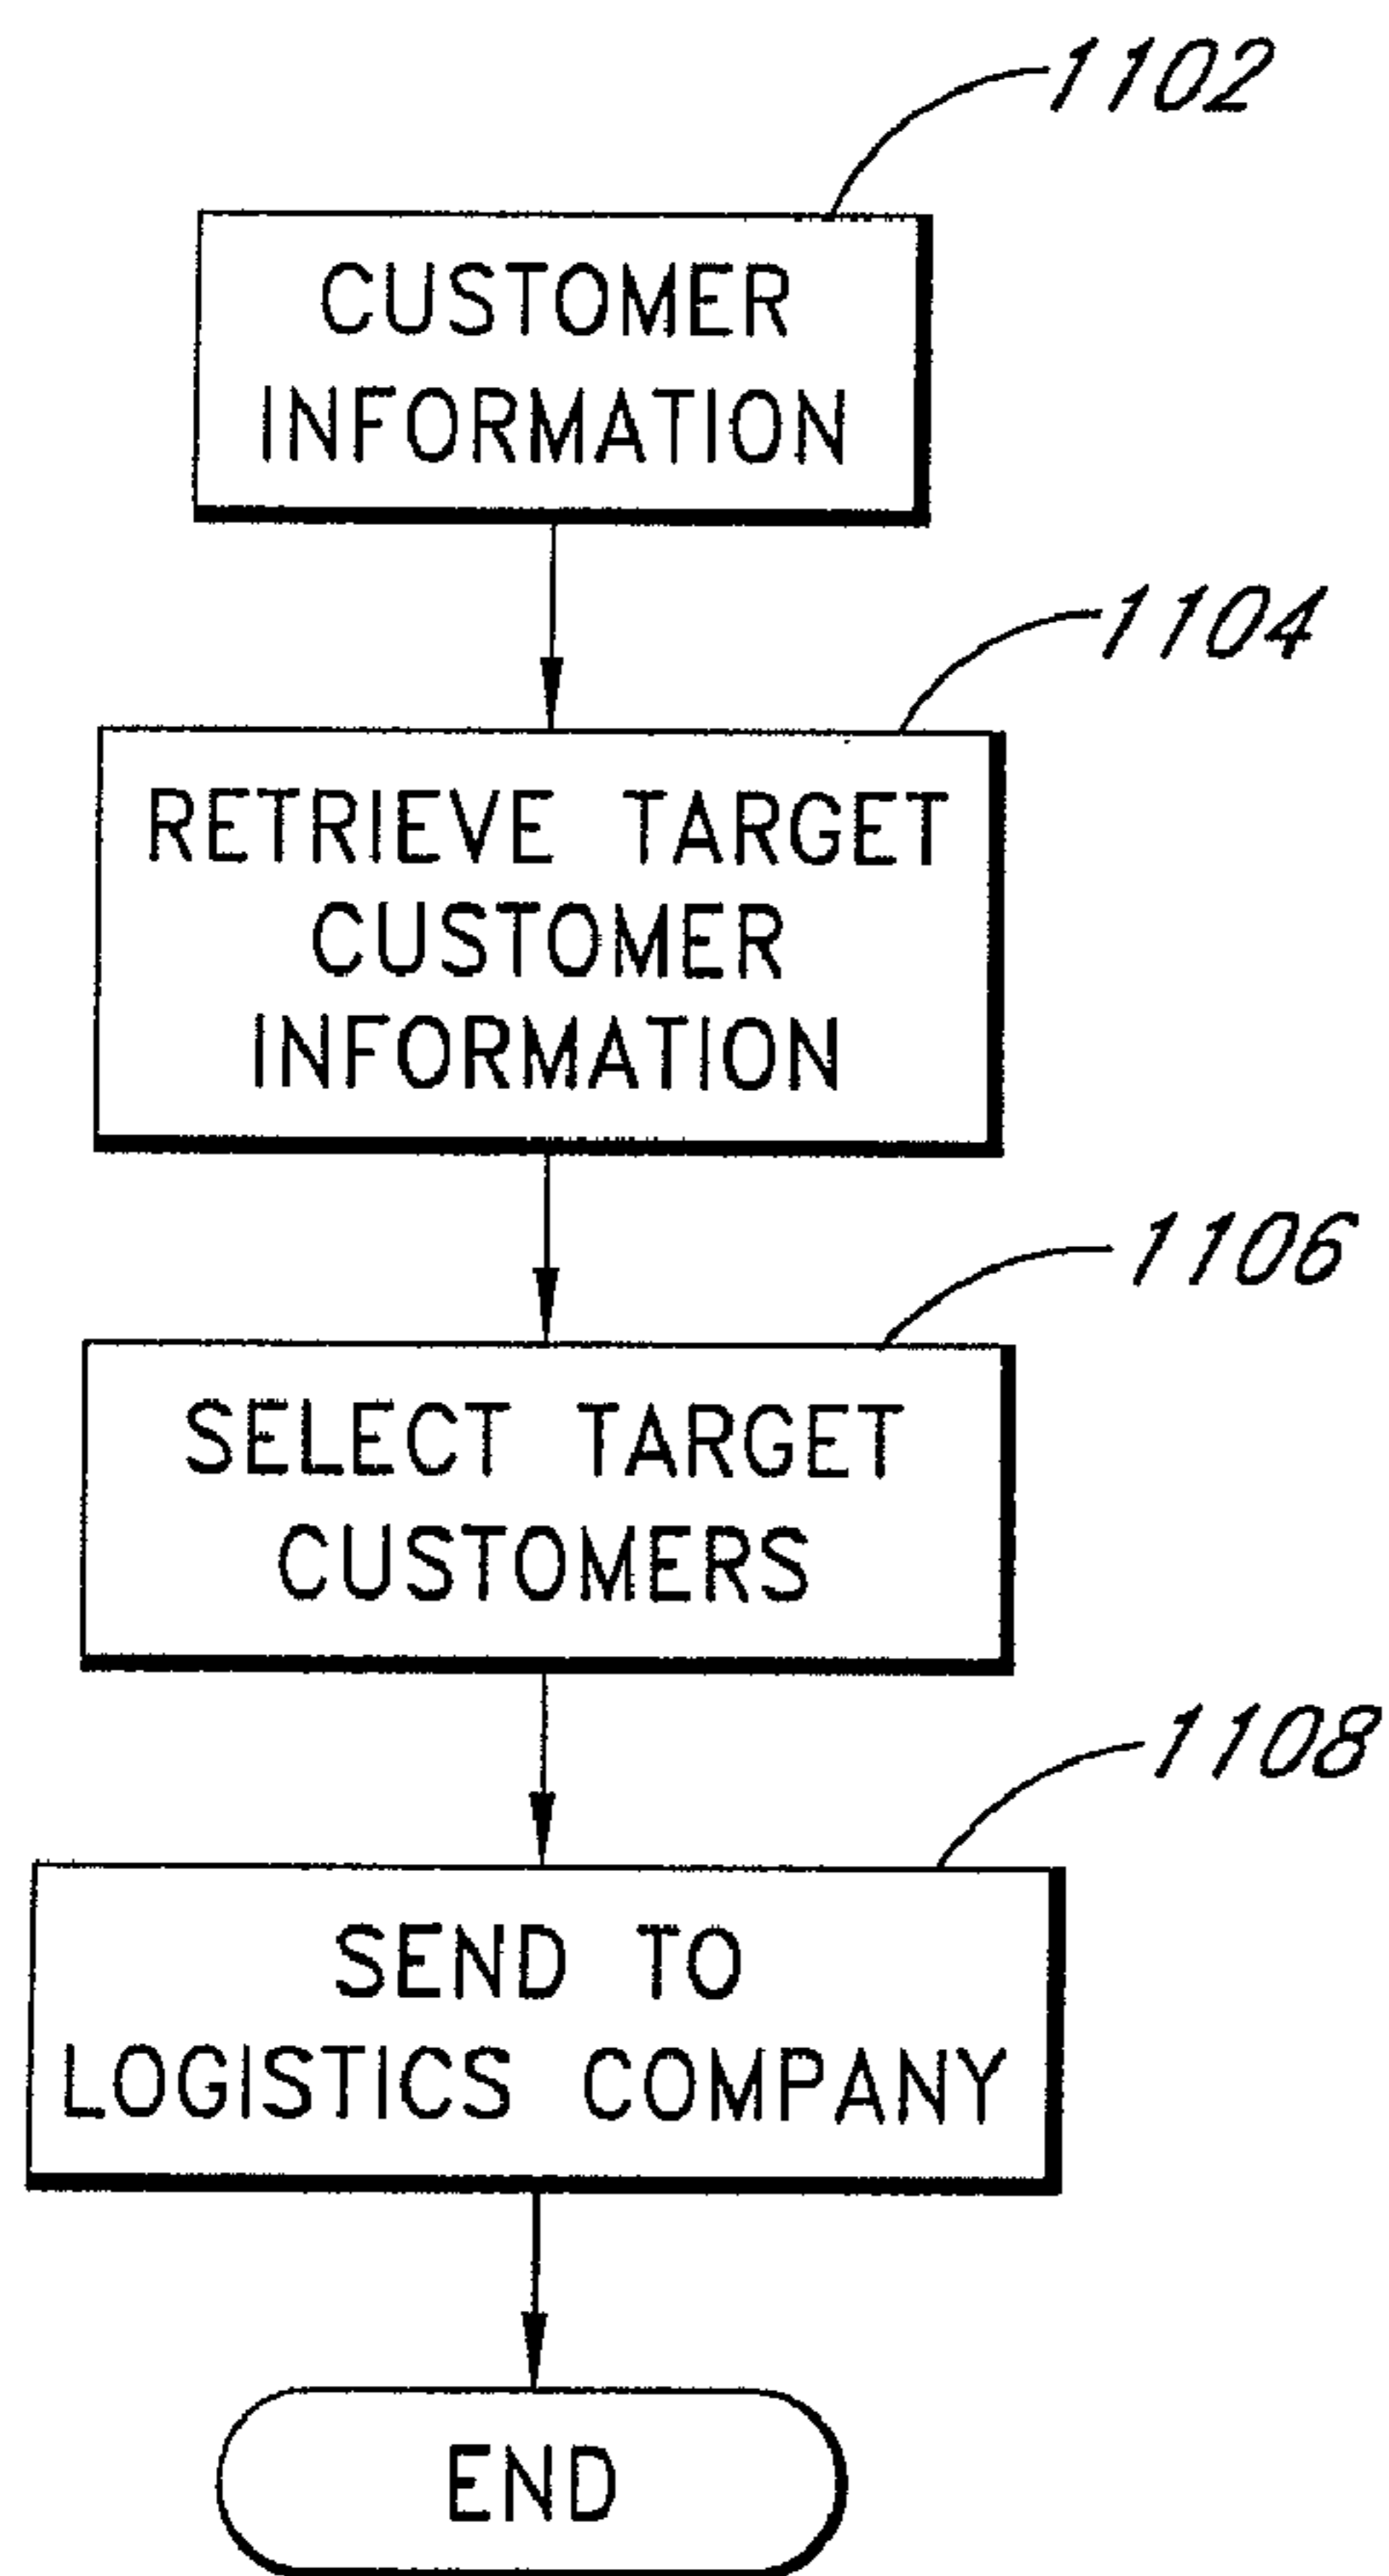 1102
CUSTOMER
INFORMATION
1104
RETRIEVE TARGET
CUSTOMER
INFORMATION
1106
SELECT TARGET
CUSTOMERS
1108
SEND TO
LOGISTICS COMPANY
END